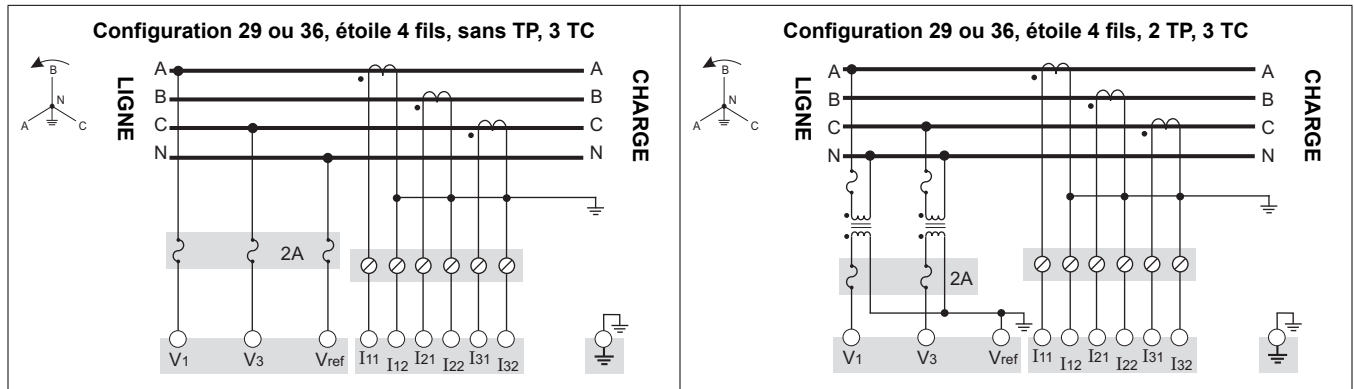 Configuration 29 ou 36, étoile 4 fils, sans TP, 3 TC
B
N
A
C
LIGNE
A
B
C
N
A
B
C
N
CHARGE
2A
V1
V3
Vref
I11
I12
I21
I22
I31
I32
Configuration 29 ou 36, étoile 4 fils, 2 TP, 3 TC
B
N
A
C
LIGNE
A
B
C
N
A
B
C
N
CHARGE
2A
V1
V3
Vref
I11
I12
I21
I22
I31
I32